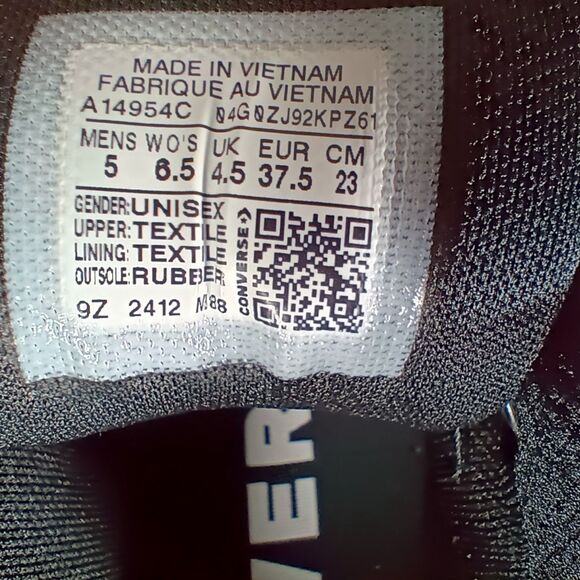 MADE IN VIETNAM
FABRIQUE AU VIETNAM
A14954C 04G0ZJ92KPZ61
MENS WO'S UK EUR CM
5 6.5 4.5 37.5 23
GENDER:UNISEX
UPPER:TEXTILE
LINING:TEXTILE
OUTSOLE:RUBBER
CONVERSE
9Z 2412
VER